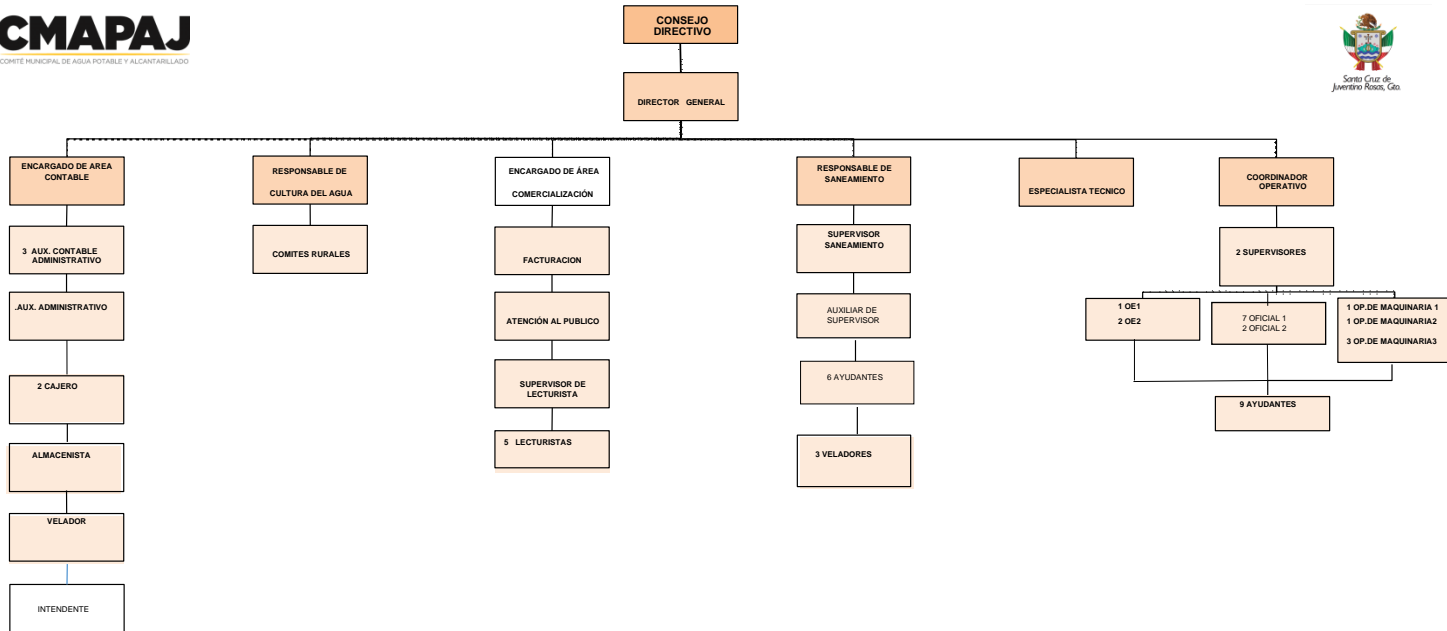 CMAPAJ
COMITÉ MUNICIPAL DE AGUA POTABLE Y ALCANTARILLADO
CONSEJO
DIRECTIVO
Santa Cruz de
Juventino Rosas, Gto.
DIRECTOR GENERAL
ENCARGADO DE AREA
CONTABLE
RESPONSABLE DE
CULTURA DEL AGUA
ENCARGADO DE ÁREA
COMERCIALIZACIÓN
RESPONSABLE DE
SANEAMIENTO
ESPECIALISTA TECNICO
COORDINADOR
OPERATIVO
3 AUX. CONTABLE
ADMINISTRATIVO
COMITES RURALES
FACTURACION
SUPERVISOR
SANEAMIENTO
2 SUPERVISORES
.AUX. ADMINISTRATIVO
ATENCIÓN AL PUBLICO
AUXILIAR DE
SUPERVISOR
1 OE1
2 OE2
7 OFICIAL 1
2 OFICIAL 2
1 OP.DE MAQUINARIA 1
1 OP.DE MAQUINARIA2
3 OP.DE MAQUINARIA3
2 CAJERO
SUPERVISOR DE
LECTURISTA
6 AYUDANTES
9 AYUDANTES
ALMACENISTA
5 LECTURISTAS
3 VELADORES
VELADOR
INTENDENTE